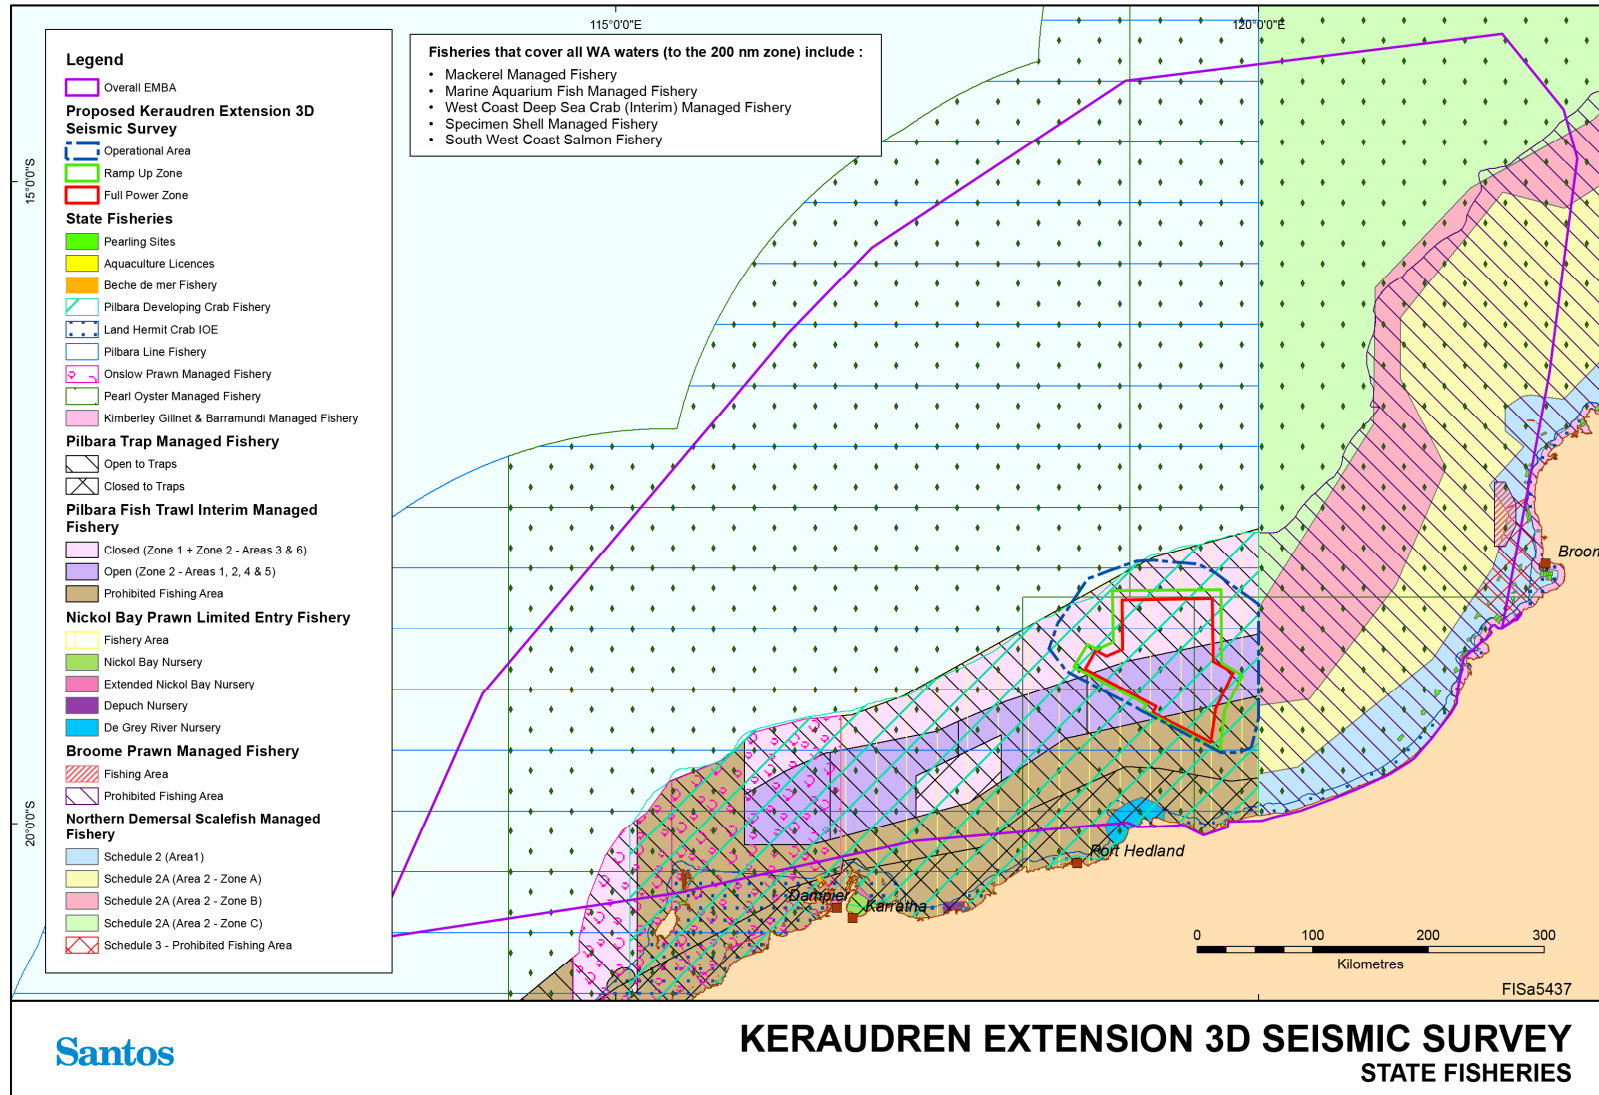 115°0'0"E
120°0'0"E
15°0'0"S
20°0'0"S
Legend
Overall EMBA
Proposed Keraudren Extension 3D
Seismic Survey
Operational Area
Ramp Up Zone
Full Power Zone
State Fisheries
Pearling Sites
Aquaculture Licences
Beche de mer Fishery
Pilbara Developing Crab Fishery
Land Hermit Crab IOE
Pilbara Line Fishery
Onslow Prawn Managed Fishery
Pearl Oyster Managed Fishery
Kimberley Gillnet & Barramundi Managed Fishery
Pilbara Trap Managed Fishery
Open to Traps
Closed to Traps
Pilbara Fish Trawl Interim Managed
Fishery
Closed (Zone 1 + Zone 2 - Areas 3 & 6)
Open (Zone 2 - Areas 1, 2, 4 & 5)
Prohibited Fishing Area
Nickol Bay Prawn Limited Entry Fishery
Fishery Area
Nickol Bay Nursery
Extended Nickol Bay Nursery
Depuch Nursery
De Grey River Nursery
Broome Prawn Managed Fishery
Fishing Area
Prohibited Fishing Area
Northern Demersal Scalefish Managed
Fishery
Schedule 2 (Area1)
Schedule 2A (Area 2 - Zone A)
Schedule 2A (Area 2 - Zone B)
Schedule 2A (Area 2 - Zone C)
Schedule 3 - Prohibited Fishing Area
Fisheries that cover all WA waters (to the 200 nm zone) include :
• Mackerel Managed Fishery
• Marine Aquarium Fish Managed Fishery
• West Coast Deep Sea Crab (Interim) Managed Fishery
• Specimen Shell Managed Fishery
• South West Coast Salmon Fishery
Broom
Port Hedland
Dampier
Karratha
0 100 200 300
Kilometres
FISa5437
Santos
KERAUDREN EXTENSION 3D SEISMIC SURVEY
STATE FISHERIES